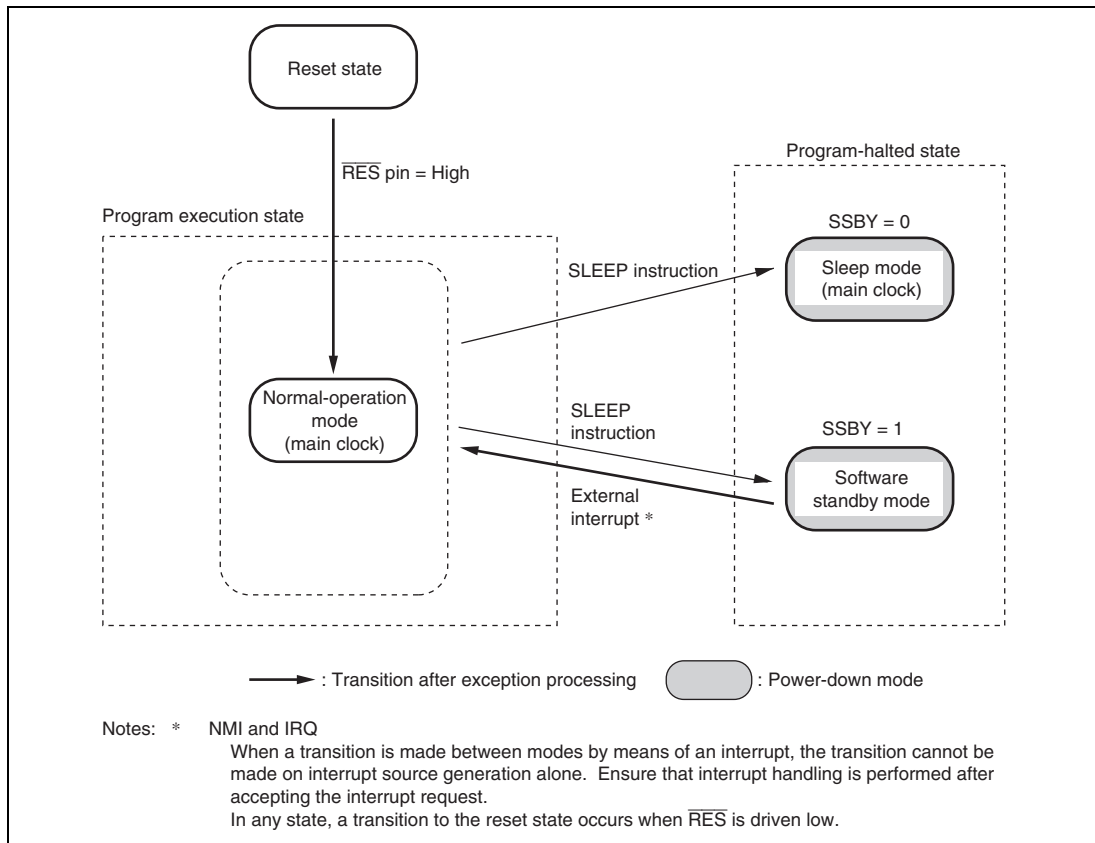 Reset state
R̅E̅S̅ pin = High
Program-halted state
Program execution state
SSBY = 0
SLEEP instruction
Sleep mode
(main clock)
Normal-operation
mode
(main clock)
SLEEP
instruction
SSBY = 1
Software
standby mode
External
interrupt *
: Transition after exception processing
: Power-down mode
Notes: * NMI and IRQ
When a transition is made between modes by means of an interrupt, the transition cannot be
made on interrupt source generation alone. Ensure that interrupt handling is performed after
accepting the interrupt request.
In any state, a transition to the reset state occurs when R̅E̅S̅ is driven low.